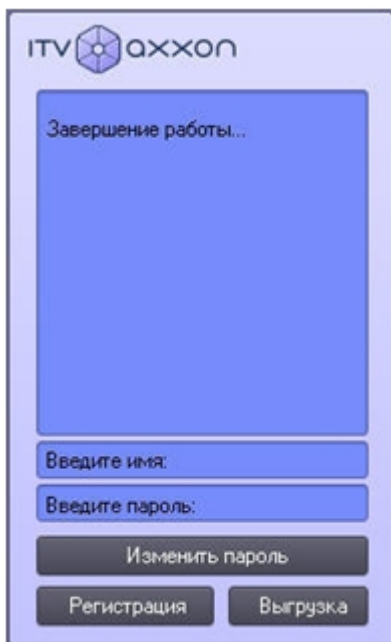 ITV axxon
Завершение работы...
Введите имя:
Введите пароль:
Изменить пароль
Регистрация Выгрузка